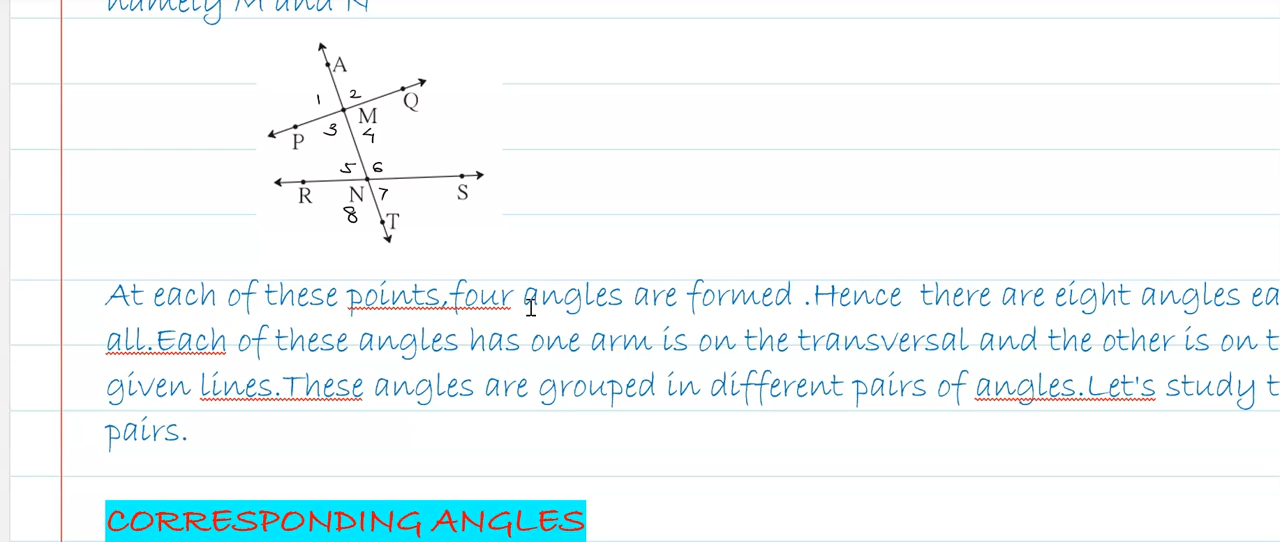 namely M and N
A
1 2
Q
M
3 4
P
5 6
R N 7 S
8 T
At each of these points,four angles are formed .Hence there are eight angles ea
all.Each of these angles has one arm is on the transversal and the other is on t
given lines.These angles are grouped in different pairs of angles.Let's study t
pairs.
CORRESPONDING ANGLES